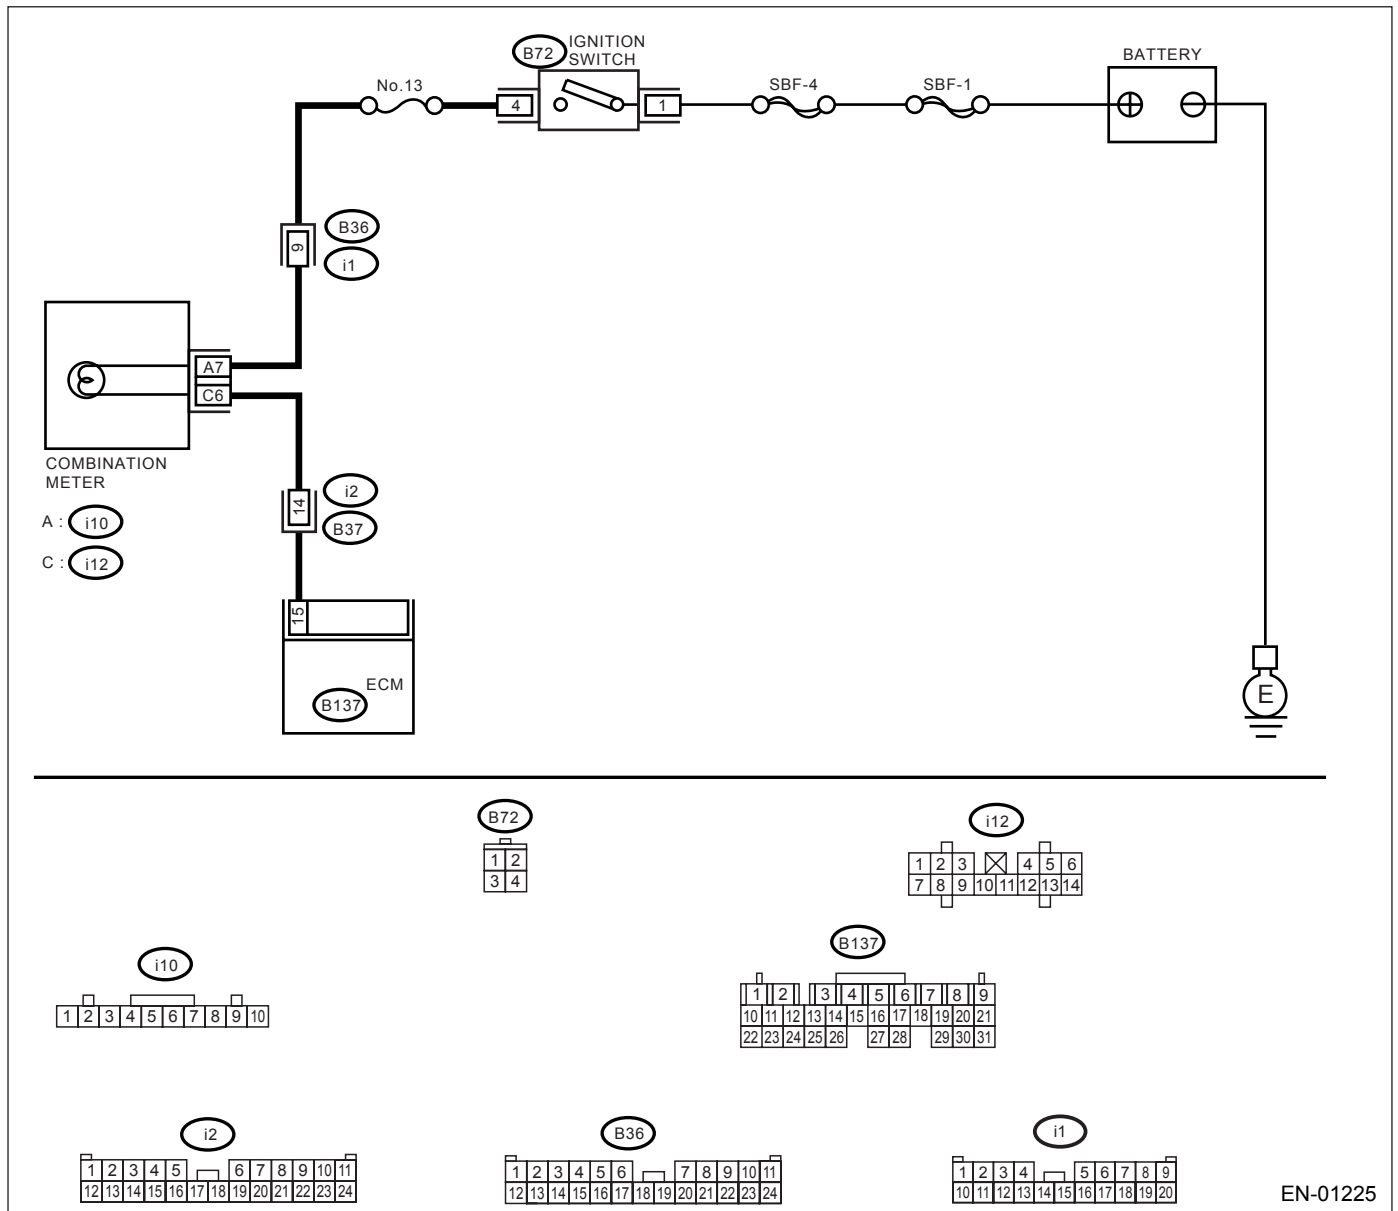 IGNITION
SWITCH
B72
BATTERY
No.13
SBF-4
SBF-1
4
1
B36
9
i1
A7
C6
COMBINATION
METER
i2
14
B37
A : i10
C : i12
15
ECM
B137
E
B72
1 2
3 4
i12
1 2 3 4 5 6
7 8 9 10 11 12 13 14
i10
1 2 3 4 5 6 7 8 9 10
B137
1 2 3 4 5 6 7 8 9
10 11 12 13 14 15 16 17 18 19 20 21
22 23 24 25 26 27 28 29 30 31
i2
1 2 3 4 5 6 7 8 9 10 11
12 13 14 15 16 17 18 19 20 21 22 23 24
B36
1 2 3 4 5 6 7 8 9 10 11
12 13 14 15 16 17 18 19 20 21 22 23 24
i1
1 2 3 4 5 6 7 8 9
10 11 12 13 14 15 16 17 18 19 20
EN-01225